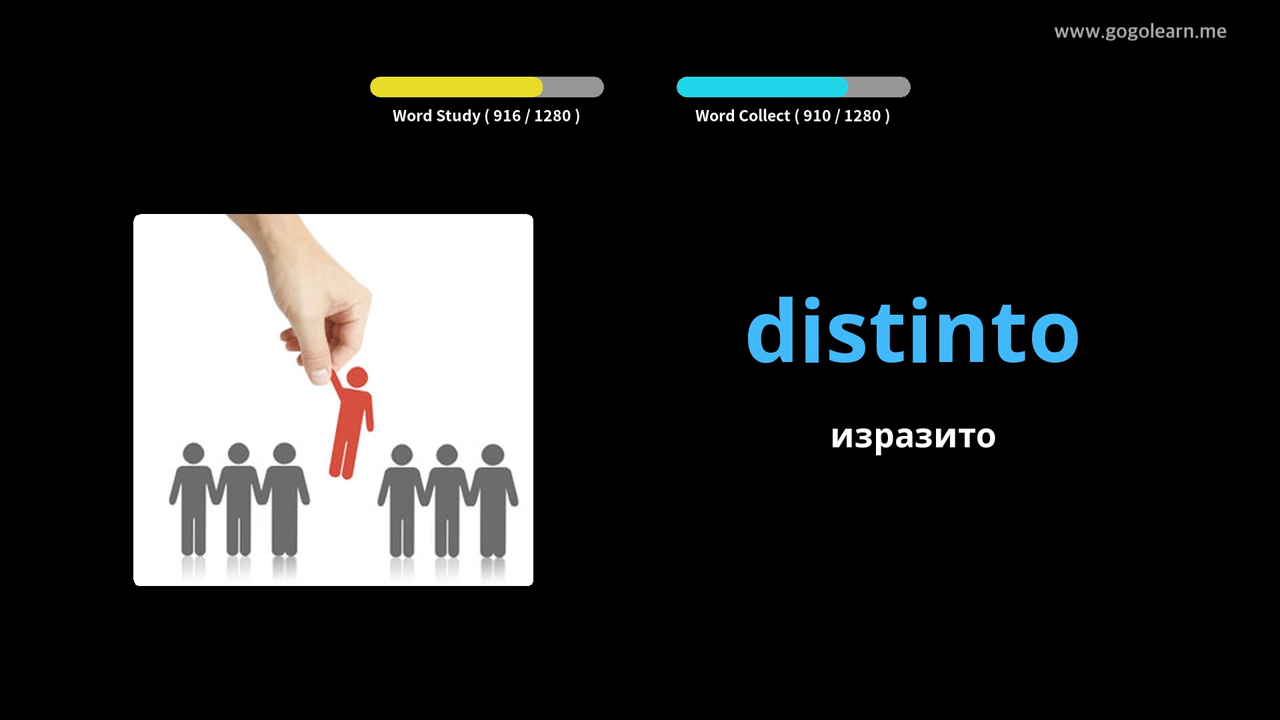 www.gogolearn.me
Word Study ( 916 / 1280 )
Word Collect ( 910 / 1280 )
distinto
изразито